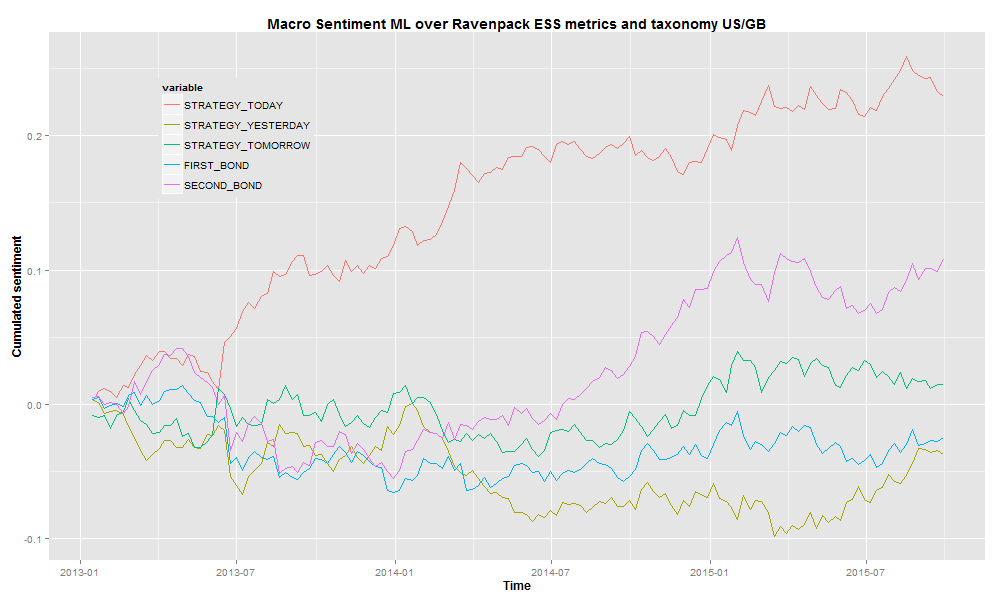 Macro Sentiment ML over Ravenpack ESS metrics and taxonomy US/GB
variable
STRATEGY_TODAY
STRATEGY_YESTERDAY
STRATEGY_TOMORROW
FIRST_BOND
SECOND_BOND
Cumulated sentiment
0.2
0.1
0.0
-0.1
2013-01
2013-07
2014-01
2014-07
2015-01
2015-07
Time